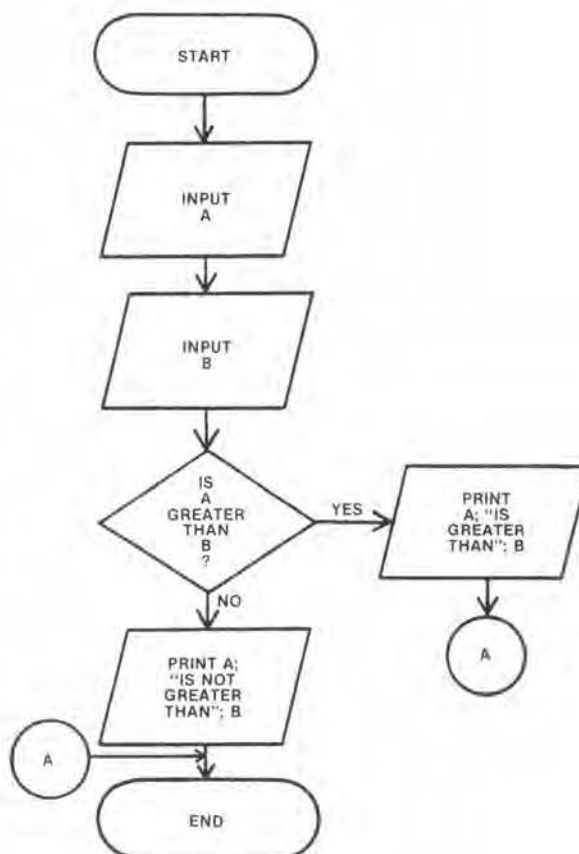 START
INPUT
A
INPUT
B
IS
A
GREATER
THAN
B
?
YES
PRINT
A; "IS
GREATER
THAN"; B
A
NO
PRINT A;
"IS NOT
GREATER
THAN"; B
A
END